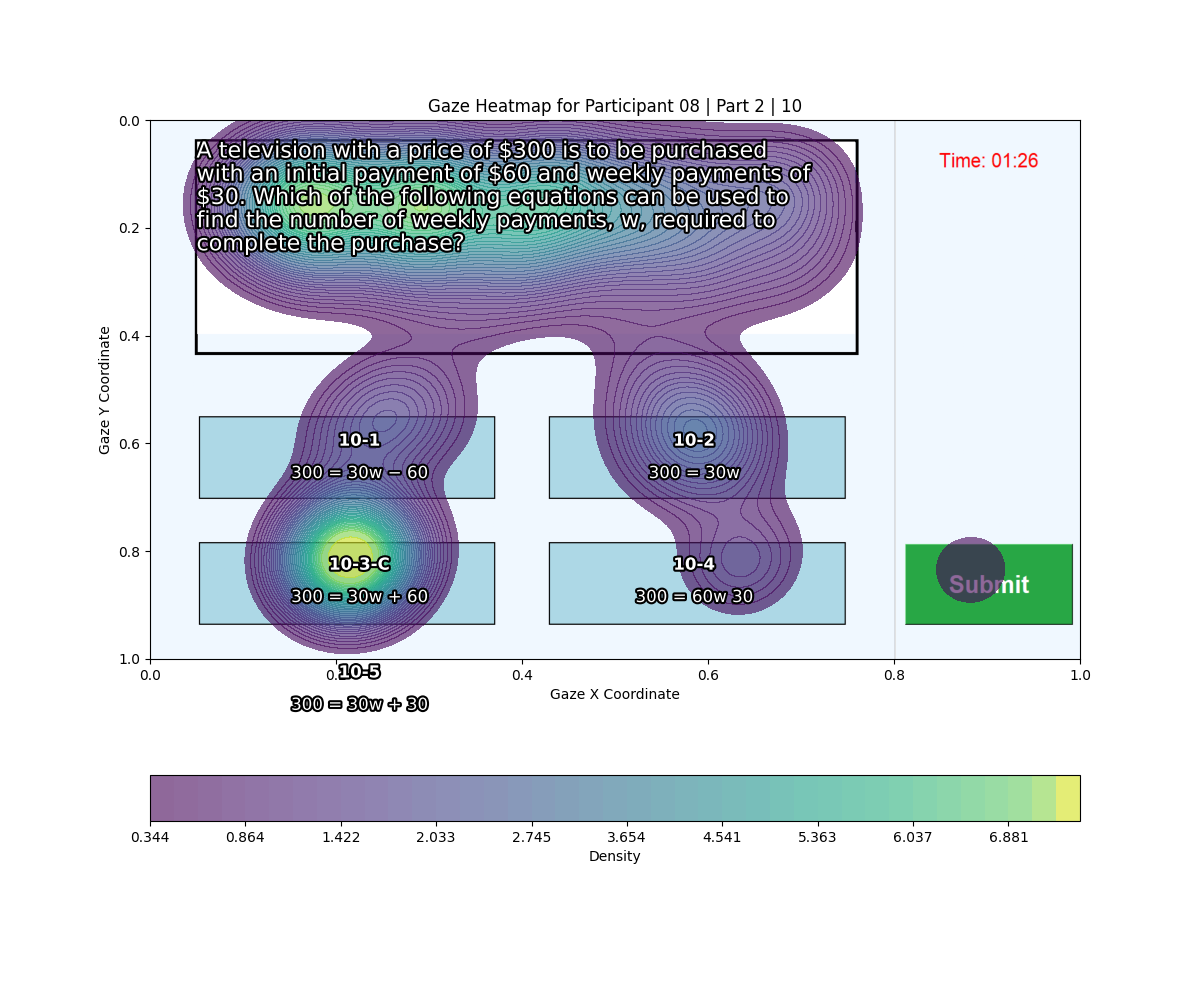 Gaze Heatmap for Participant 08 | Part 2 | 10
A television with a price of $300 is to be purchased
with an initial payment of $60 and weekly payments of
$30. Which of the following equations can be used to
find the number of weekly payments, w, required to
complete the purchase?
Time: 01:26
0.0
0.2
0.4
0.6
0.8
1.0
Gaze Y Coordinate
10-1
300 = 30w − 60
10-2
300 = 30w
10-3-C
300 = 30w + 60
10-4
300 = 60w 30
Submit
10-5
300 = 30w + 30
0.0 0.4 0.6 0.8 1.0
Gaze X Coordinate
0.344 0.864 1.422 2.033 2.745 3.654 4.541 5.363 6.037 6.881
Density